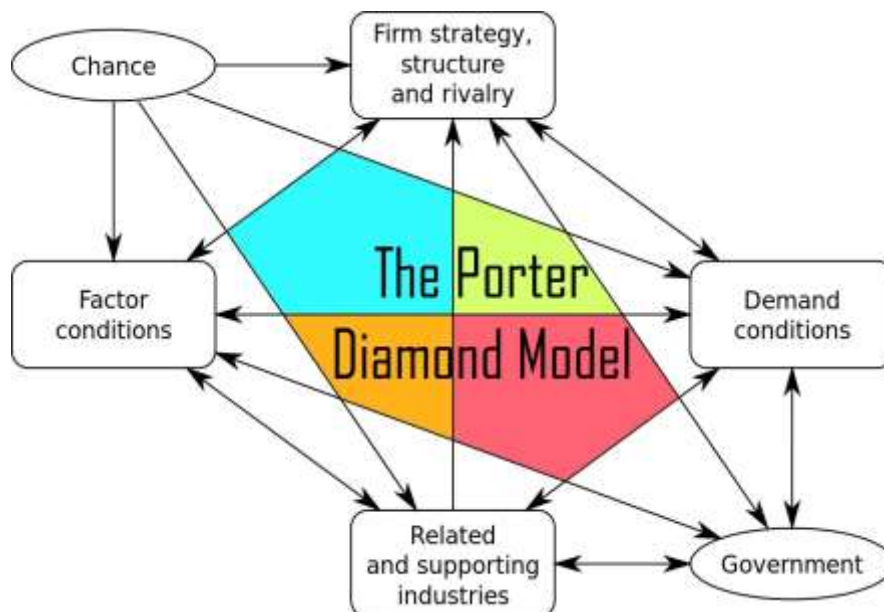 Chance
Firm strategy,
structure
and rivalry
The Porter
Diamond Model
Factor
conditions
Demand
conditions
Related
and supporting
industries
Government